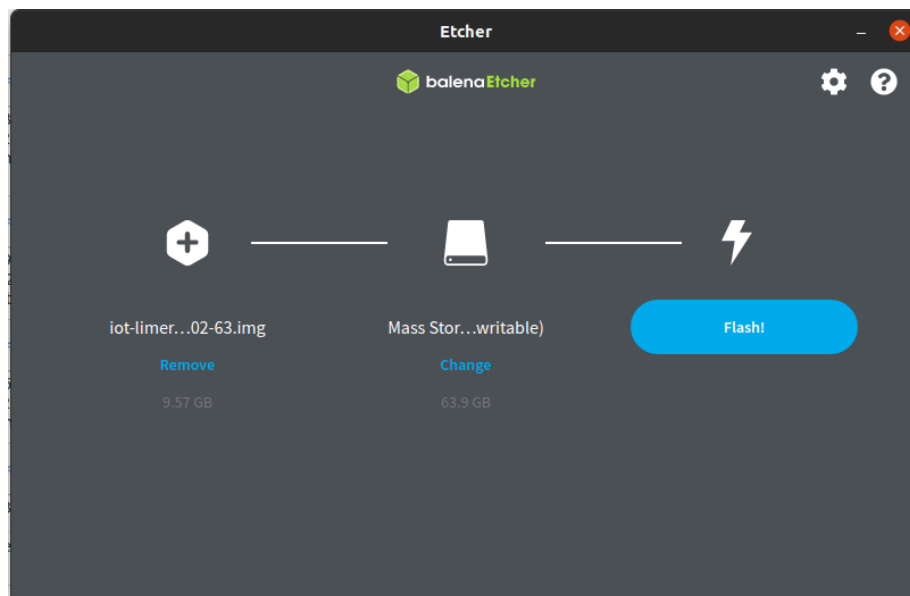 Etcher
balenaEtcher
iot-limer...02-63.img
Mass Stor...writable)
Flash!
Remove
Change
9.57 GB
63.9 GB